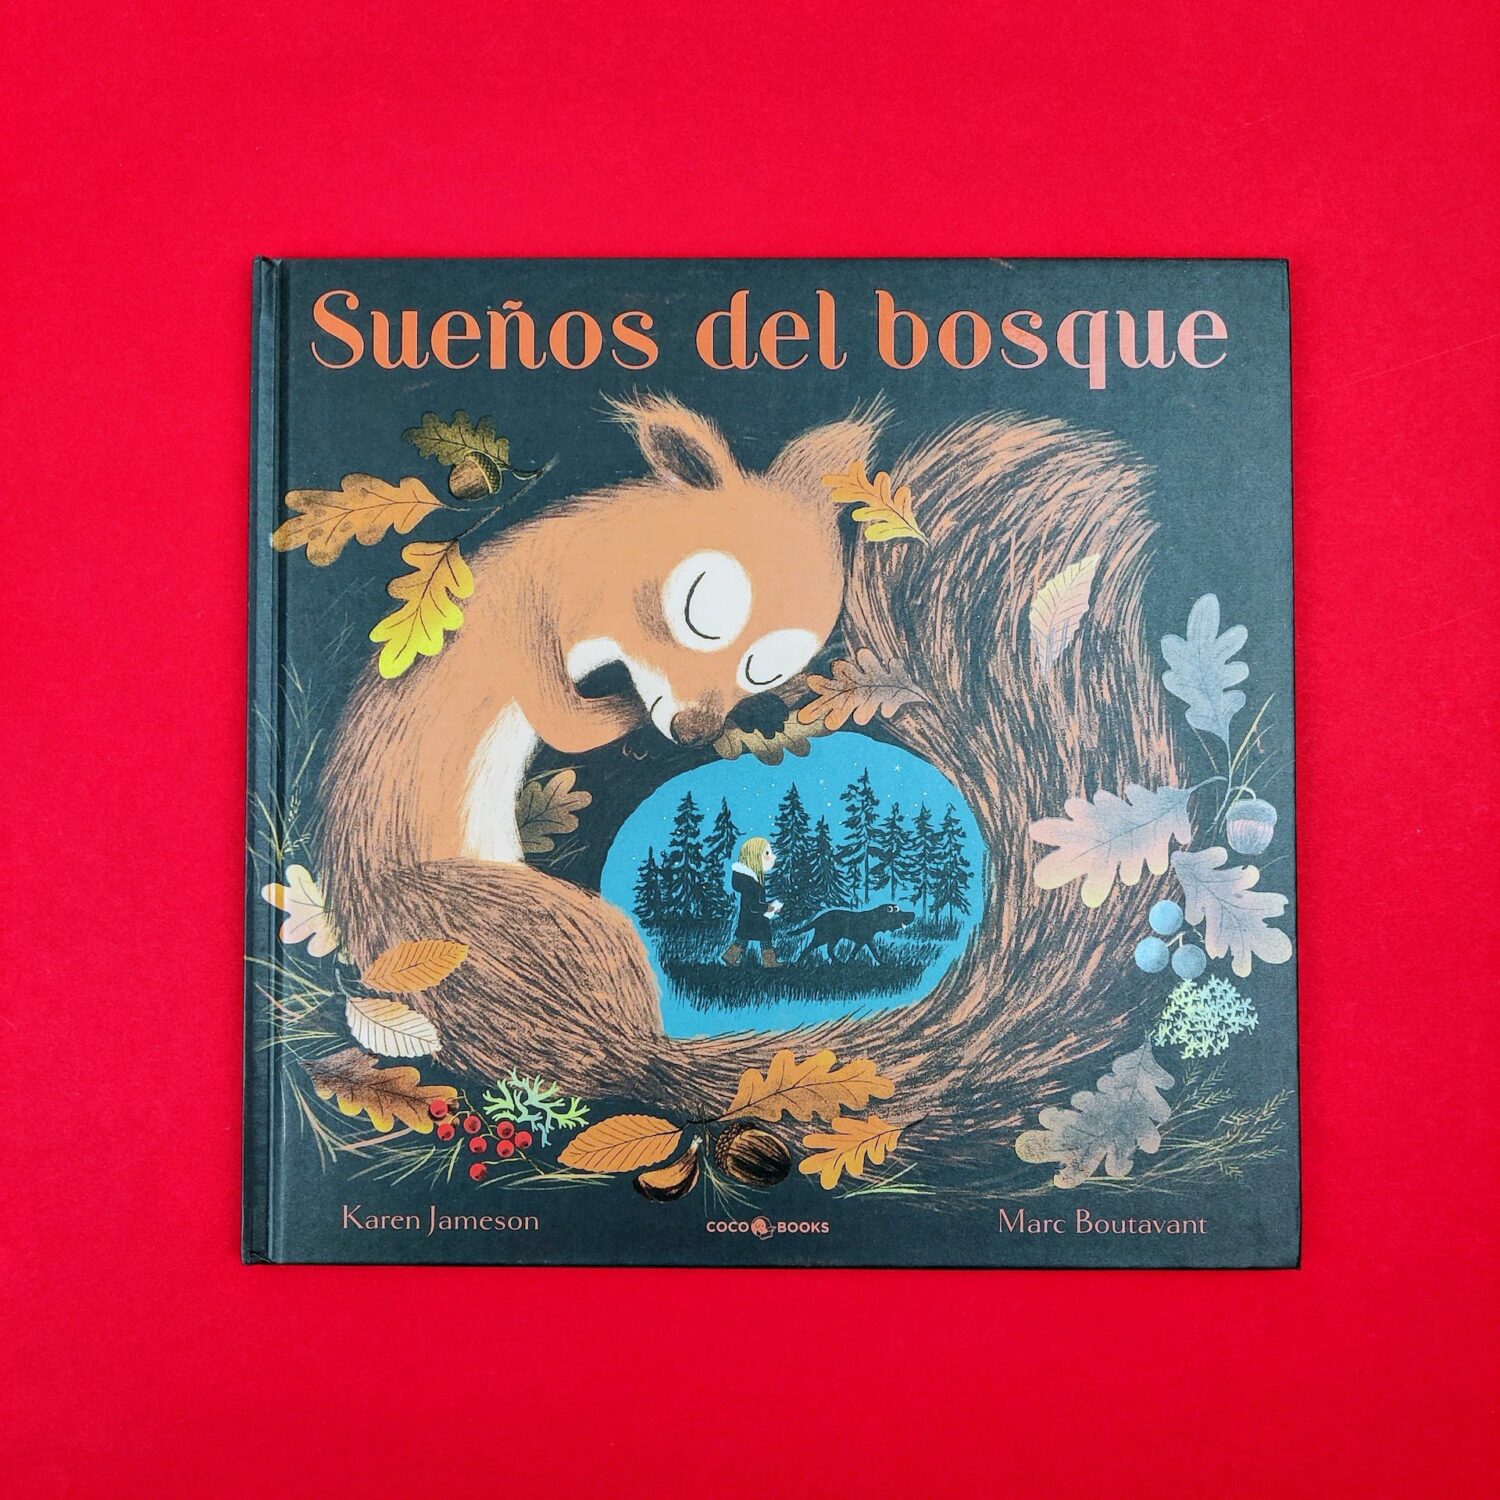 Sueños del bosque
Karen Jameson
COCO BOOKS
Marc Boutavant